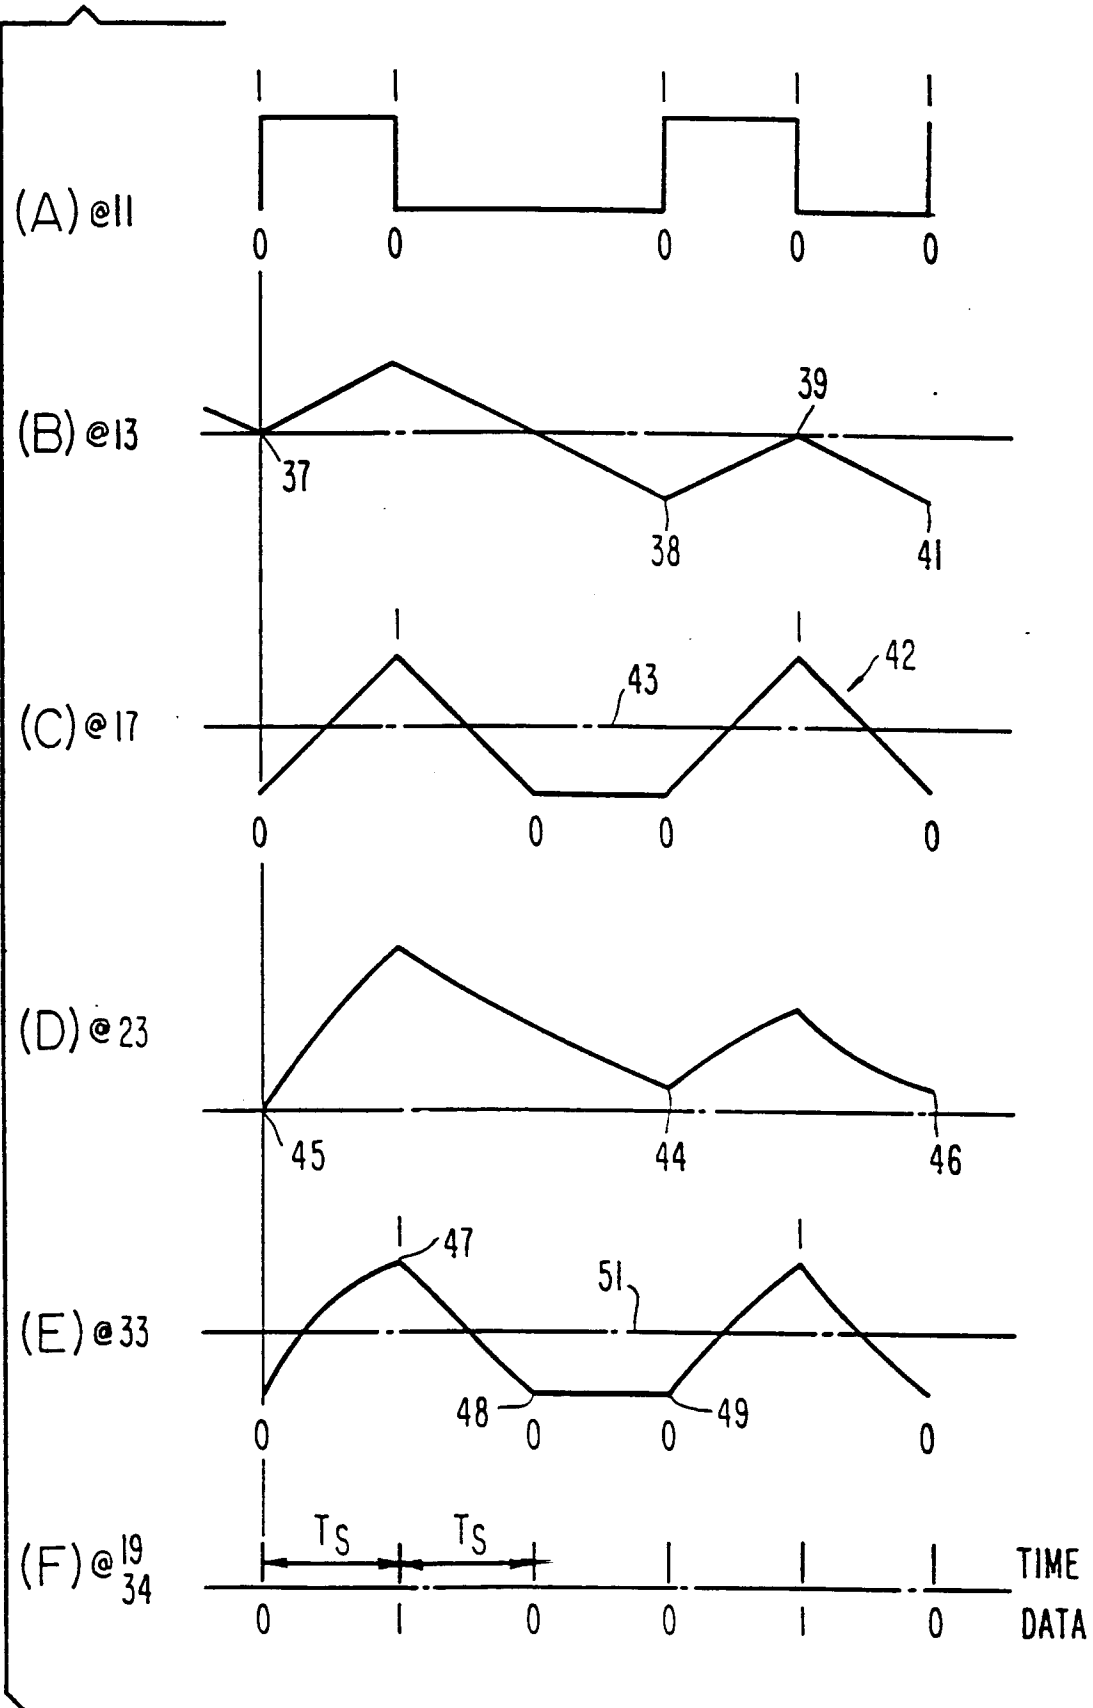 1 1 1 1 1
(A) @11
0 0 0 0 0
39
(B) @13
37
38 41
1 1
42
43
(C) @17
0 0 0 0
(D) @23
45 44 46
1 47 1
51
(E) @33
48 49
0 0 0 0
TS TS
(F) @ 19 34
TIME
0 1 0 0 1 0 DATA